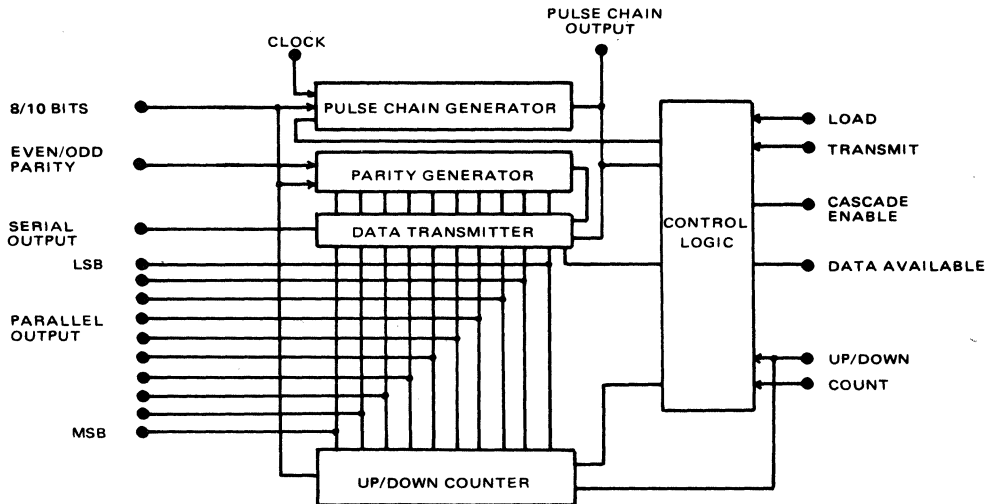 PULSE CHAIN
OUTPUT
CLOCK
8/10 BITS
PULSE CHAIN GENERATOR
LOAD
EVEN/ODD
PARITY
TRANSMIT
PARITY GENERATOR
CASCADE
ENABLE
SERIAL
OUTPUT
DATA TRANSMITTER
CONTROL
LOGIC
LSB
DATA AVAILABLE
PARALLEL
OUTPUT
UP/DOWN
COUNT
MSB
UP/DOWN COUNTER